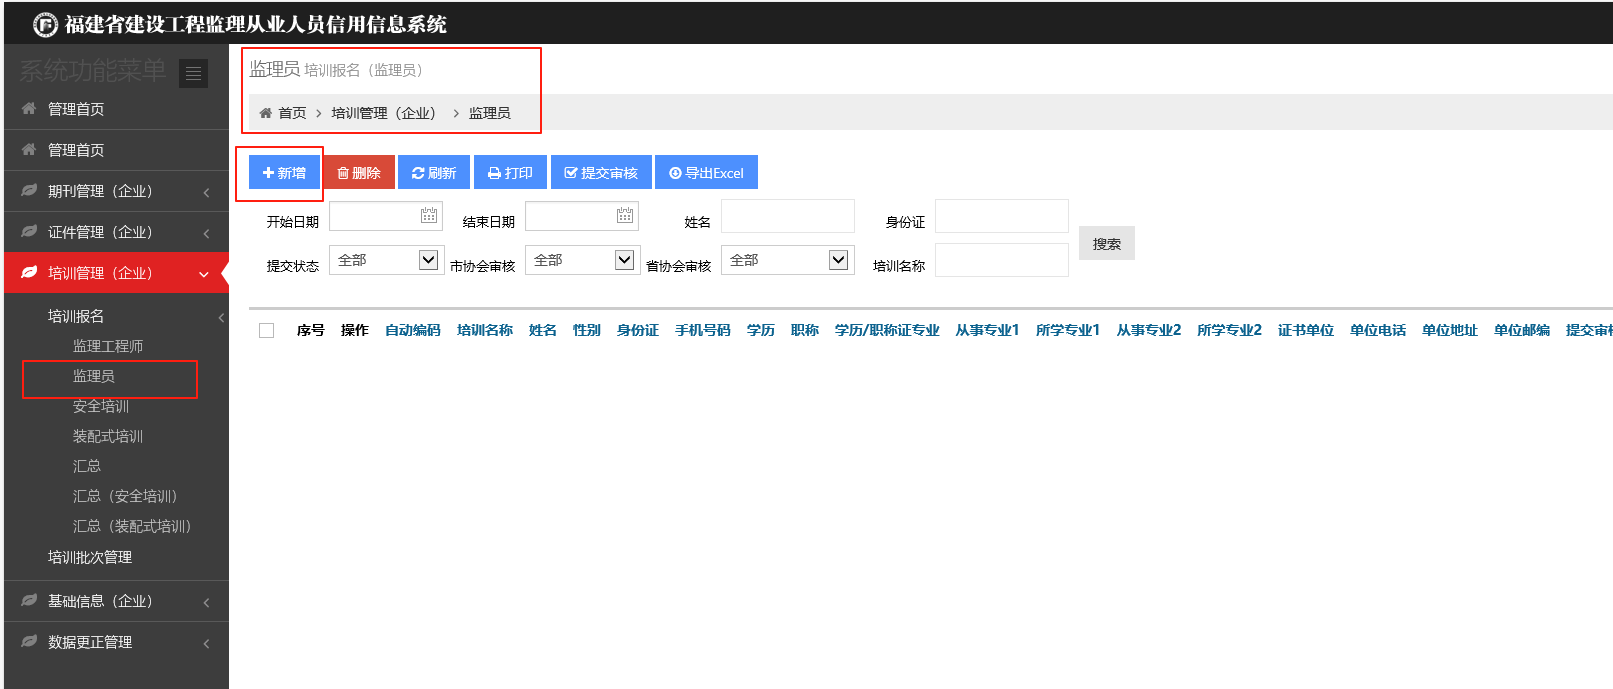 福建省建设工程监理从业人员信用信息系统
系统功能菜单
管理首页
管理首页
期刊管理（企业）
证件管理（企业）
培训管理（企业）
培训报名
监理工程师
监理员
安全培训
装配式培训
汇总
汇总（安全培训）
汇总（装配式培训）
培训批次管理
基础信息（企业）
数据更正管理
监理员 培训报名（监理员）
首页 > 培训管理（企业） > 监理员
新增 删除 刷新 打印 提交审核 导出Excel
开始日期 结束日期 姓名 身份证
搜索
提交状态 全部 市协会审核 全部 省协会审核 全部 培训名称
序号 操作 自动编码 培训名称 姓名 性别 身份证 手机号码 学历 职称 学历/职称证专业 从事专业1 所学专业1 从事专业2 所学专业2 证书单位 单位电话 单位地址 单位邮编 提交审核